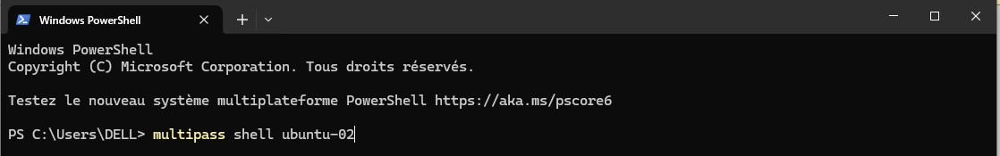 Windows PowerShell
Windows PowerShell
Copyright (C) Microsoft Corporation. Tous droits réservés.
Testez le nouveau système multiplateforme PowerShell https://aka.ms/pscore6
PS C:\Users\DELL> multipass shell ubuntu-02